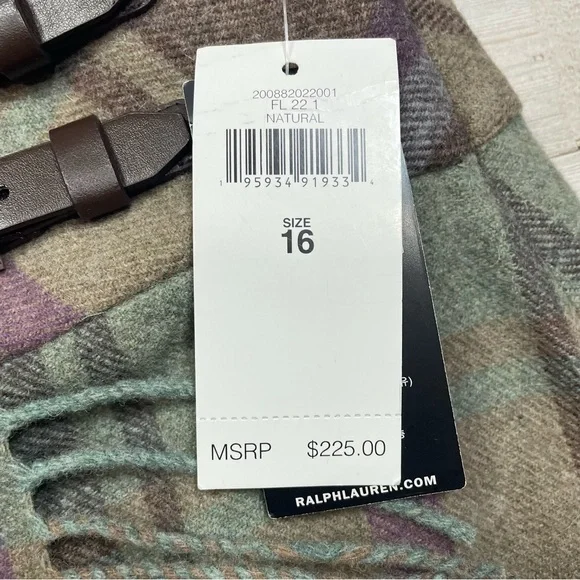 200882022001
FL 22 1
NATURAL
1 95934 91933 4
SIZE
16
MSRP $225.00
RALPHLAUREN.COM